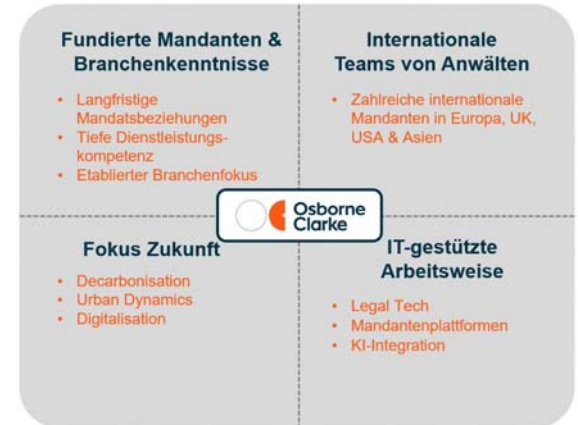 Fundierte Mandanten &
Branchenkenntnisse
• Langfristige
Mandatsbeziehungen
• Tiefe Dienstleistungs-
kompetenz
• Etablierter Branchenfokus
Internationale
Teams von Anwälten
• Zahlreiche internationale
Mandanten in Europa, UK,
USA & Asien
Osborne
Clarke
Fokus Zukunft
• Decarbonisation
• Urban Dynamics
• Digitalisation
IT-gestützte
Arbeitsweise
• Legal Tech
• Mandantenplattformen
• KI-Integration